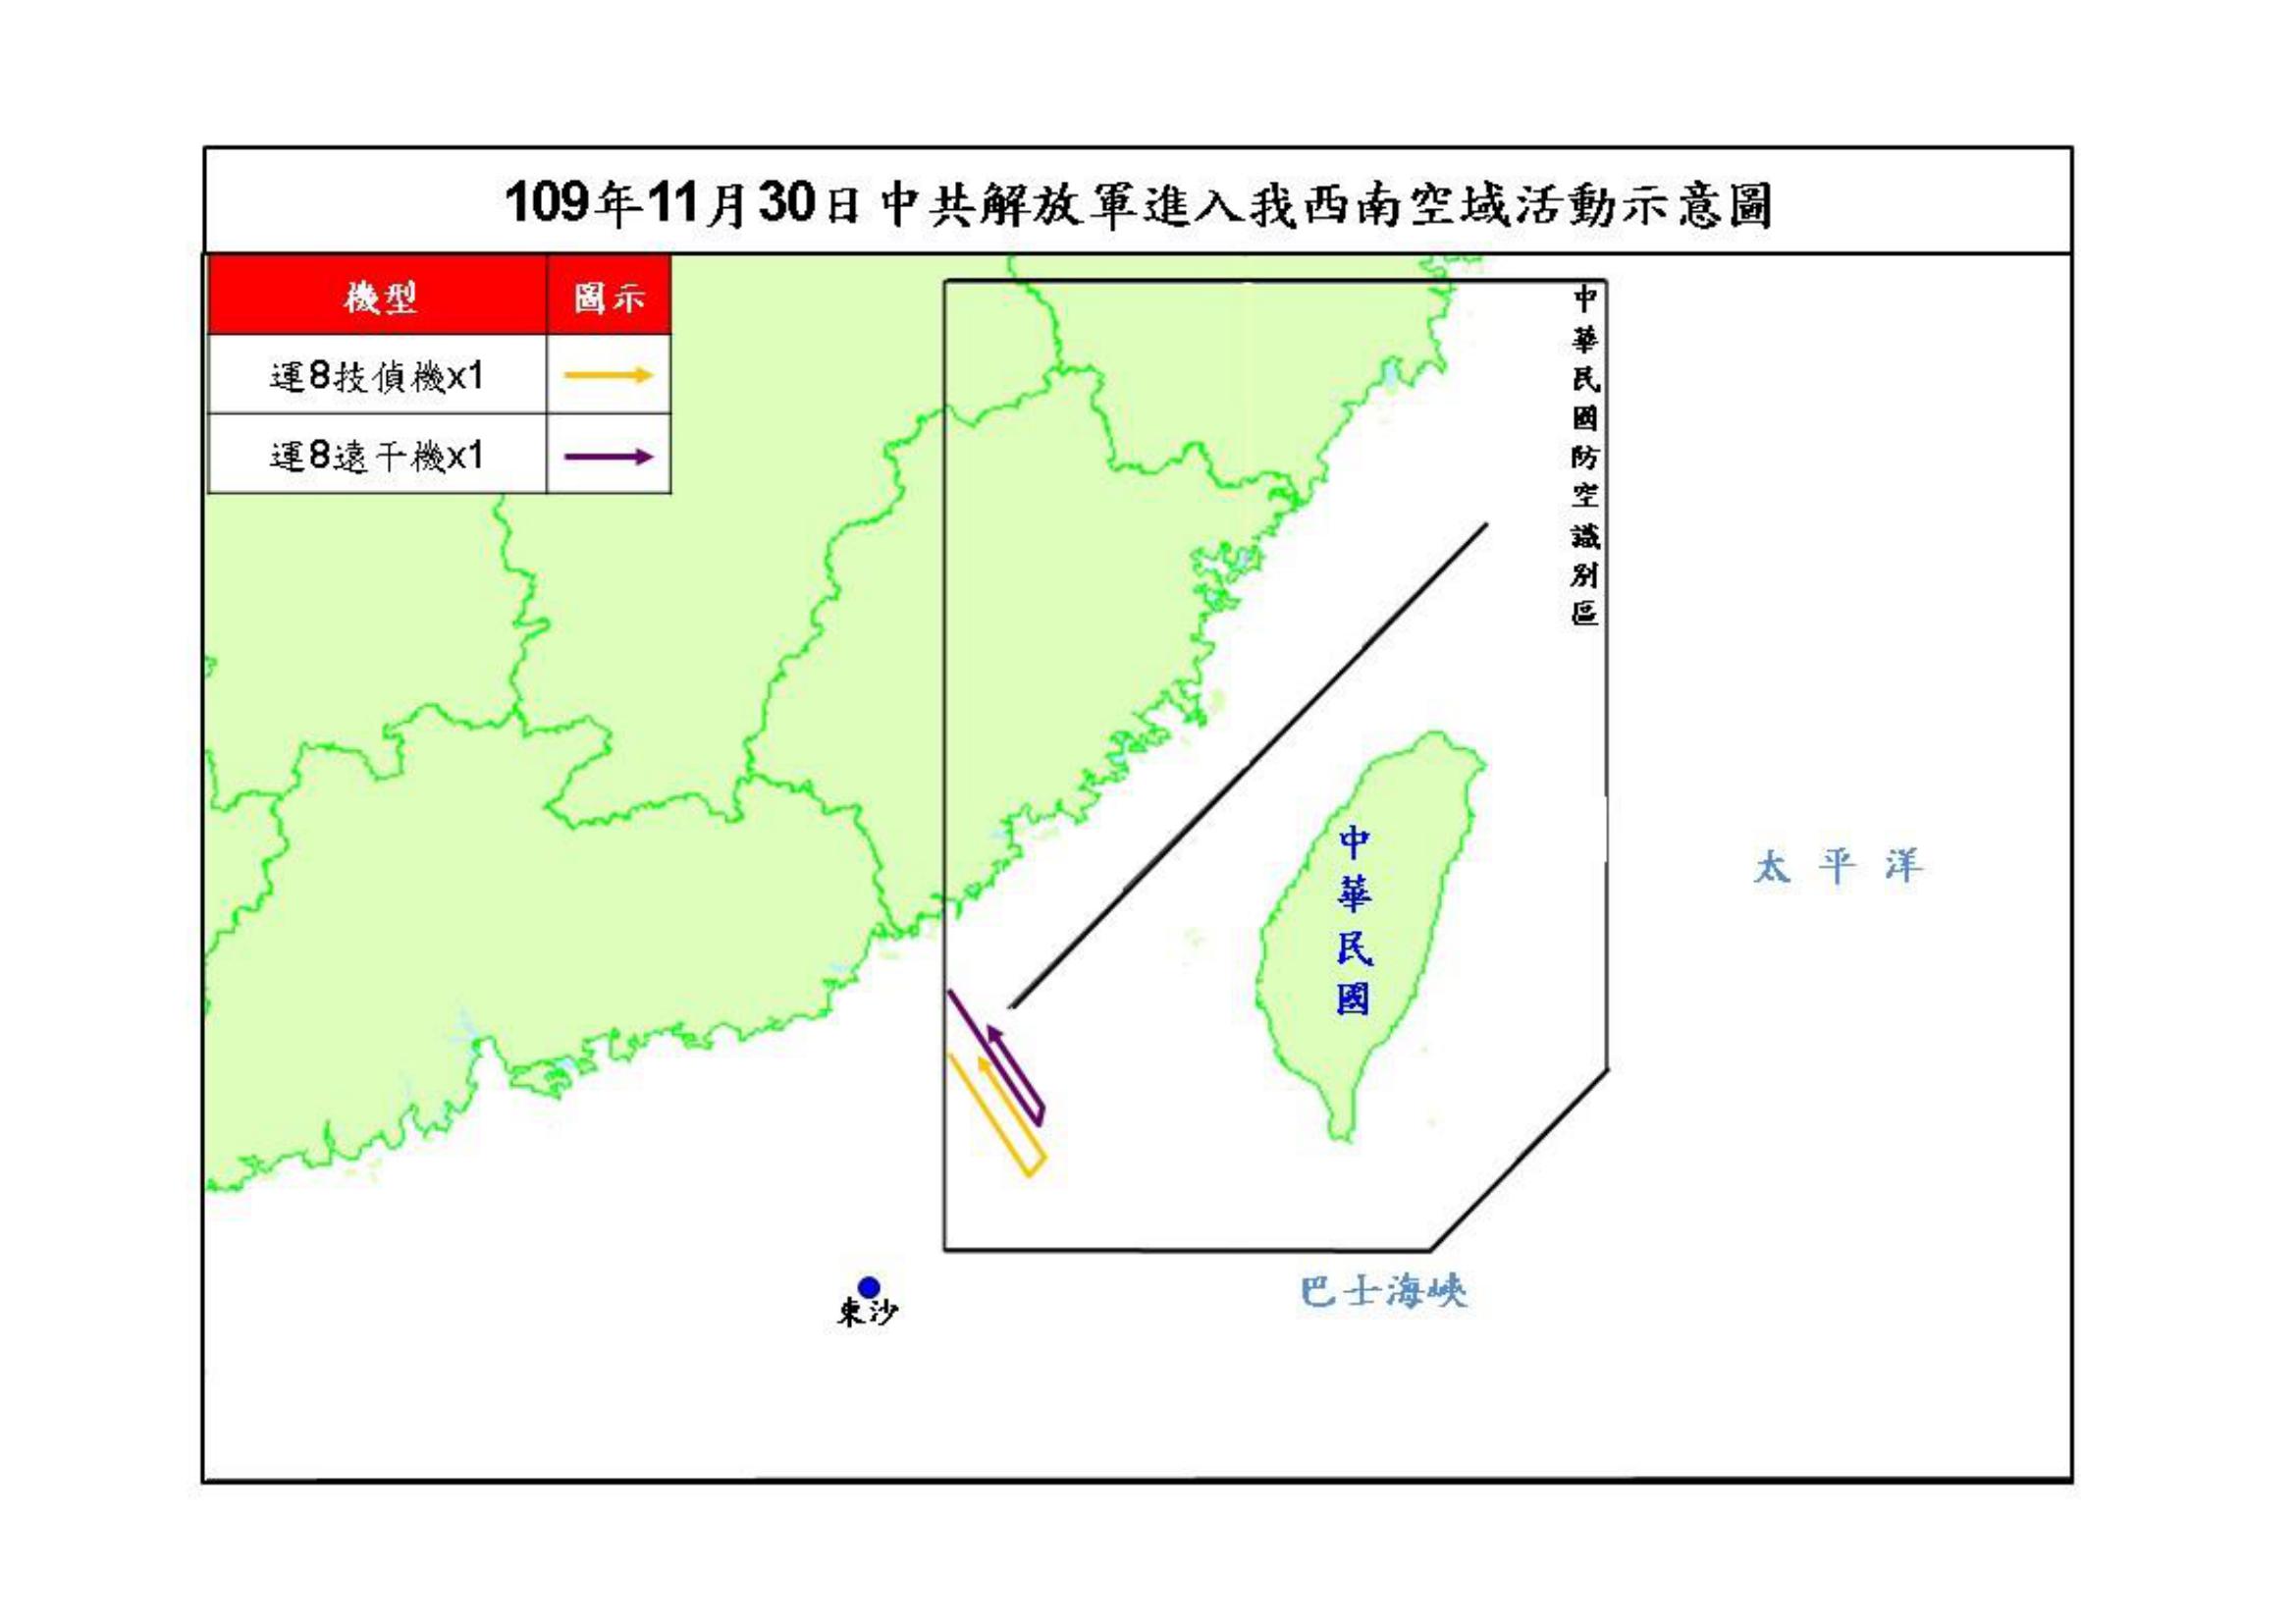 109年11月30日中共解放軍進入我西南空域活動示意圖
機型 圖示
運8技偵機x1
運8遠干機x1
中華民國防空識別區
中華民國
太平洋
巴士海峽
東沙